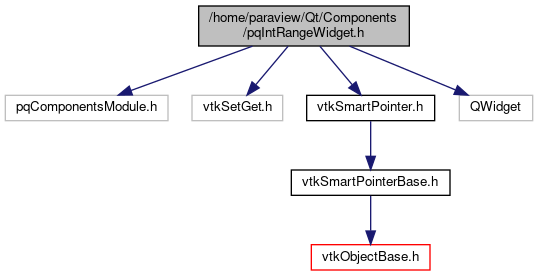 /home/paraview/Qt/Components
/pqIntRangeWidget.h
pqComponentsModule.h
vtkSetGet.h
vtkSmartPointer.h
QWidget
vtkSmartPointerBase.h
vtkObjectBase.h